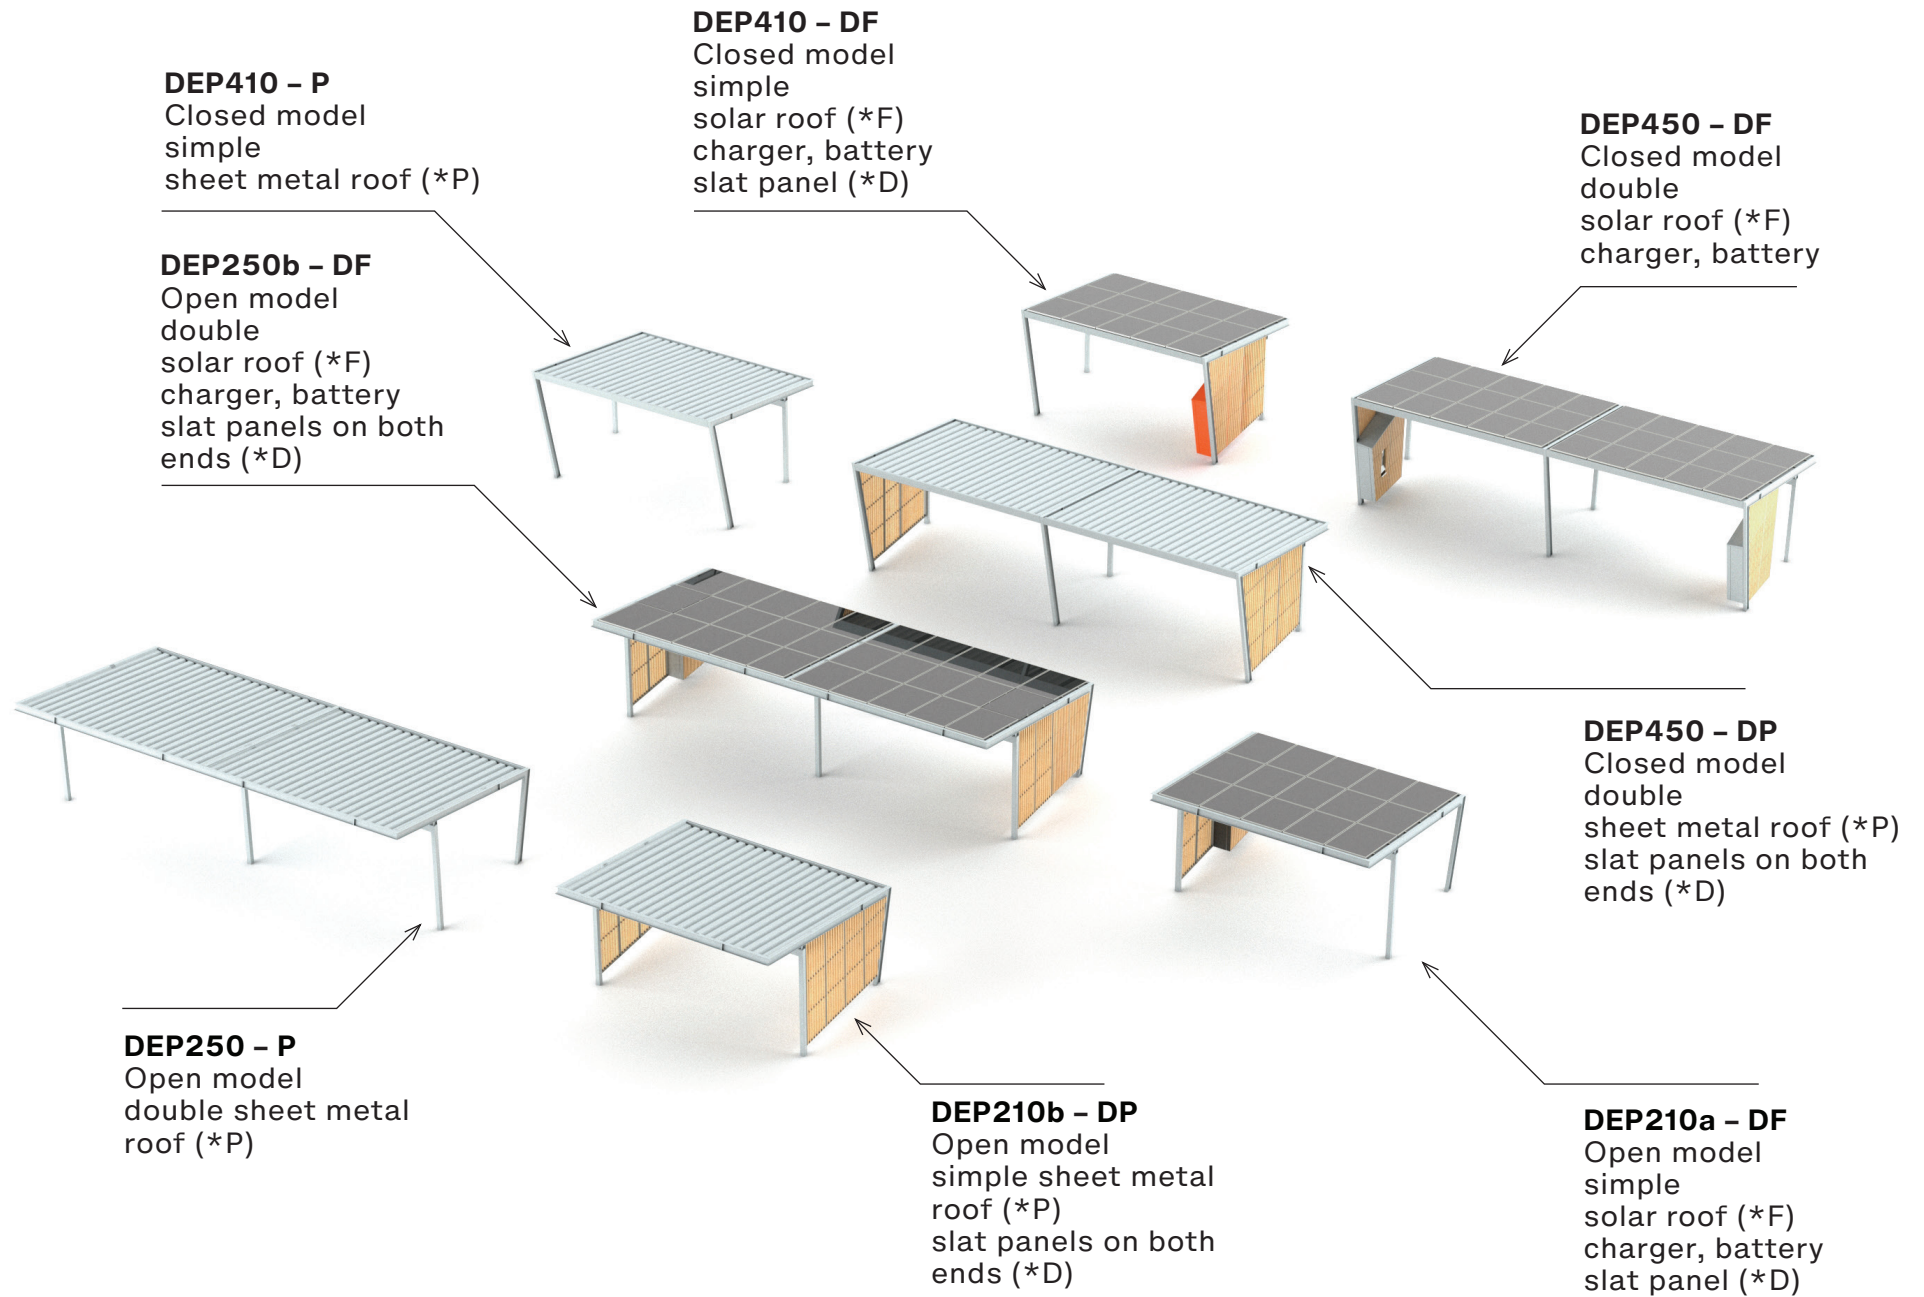 DEP410 – DF
Closed model
simple
solar roof (*F)
charger, battery
slat panel (*D)
DEP410 – P
Closed model
simple
sheet metal roof (*P)
DEP450 – DF
Closed model
double
solar roof (*F)
charger, battery
DEP250b – DF
Open model
double
solar roof (*F)
charger, battery
slat panels on both
ends (*D)
DEP450 – DP
Closed model
double
sheet metal roof (*P)
slat panels on both
ends (*D)
DEP250 – P
Open model
double sheet metal
roof (*P)
DEP210b – DP
Open model
simple sheet metal
roof (*P)
slat panels on both
ends (*D)
DEP210a – DF
Open model
simple
solar roof (*F)
charger, battery
slat panel (*D)